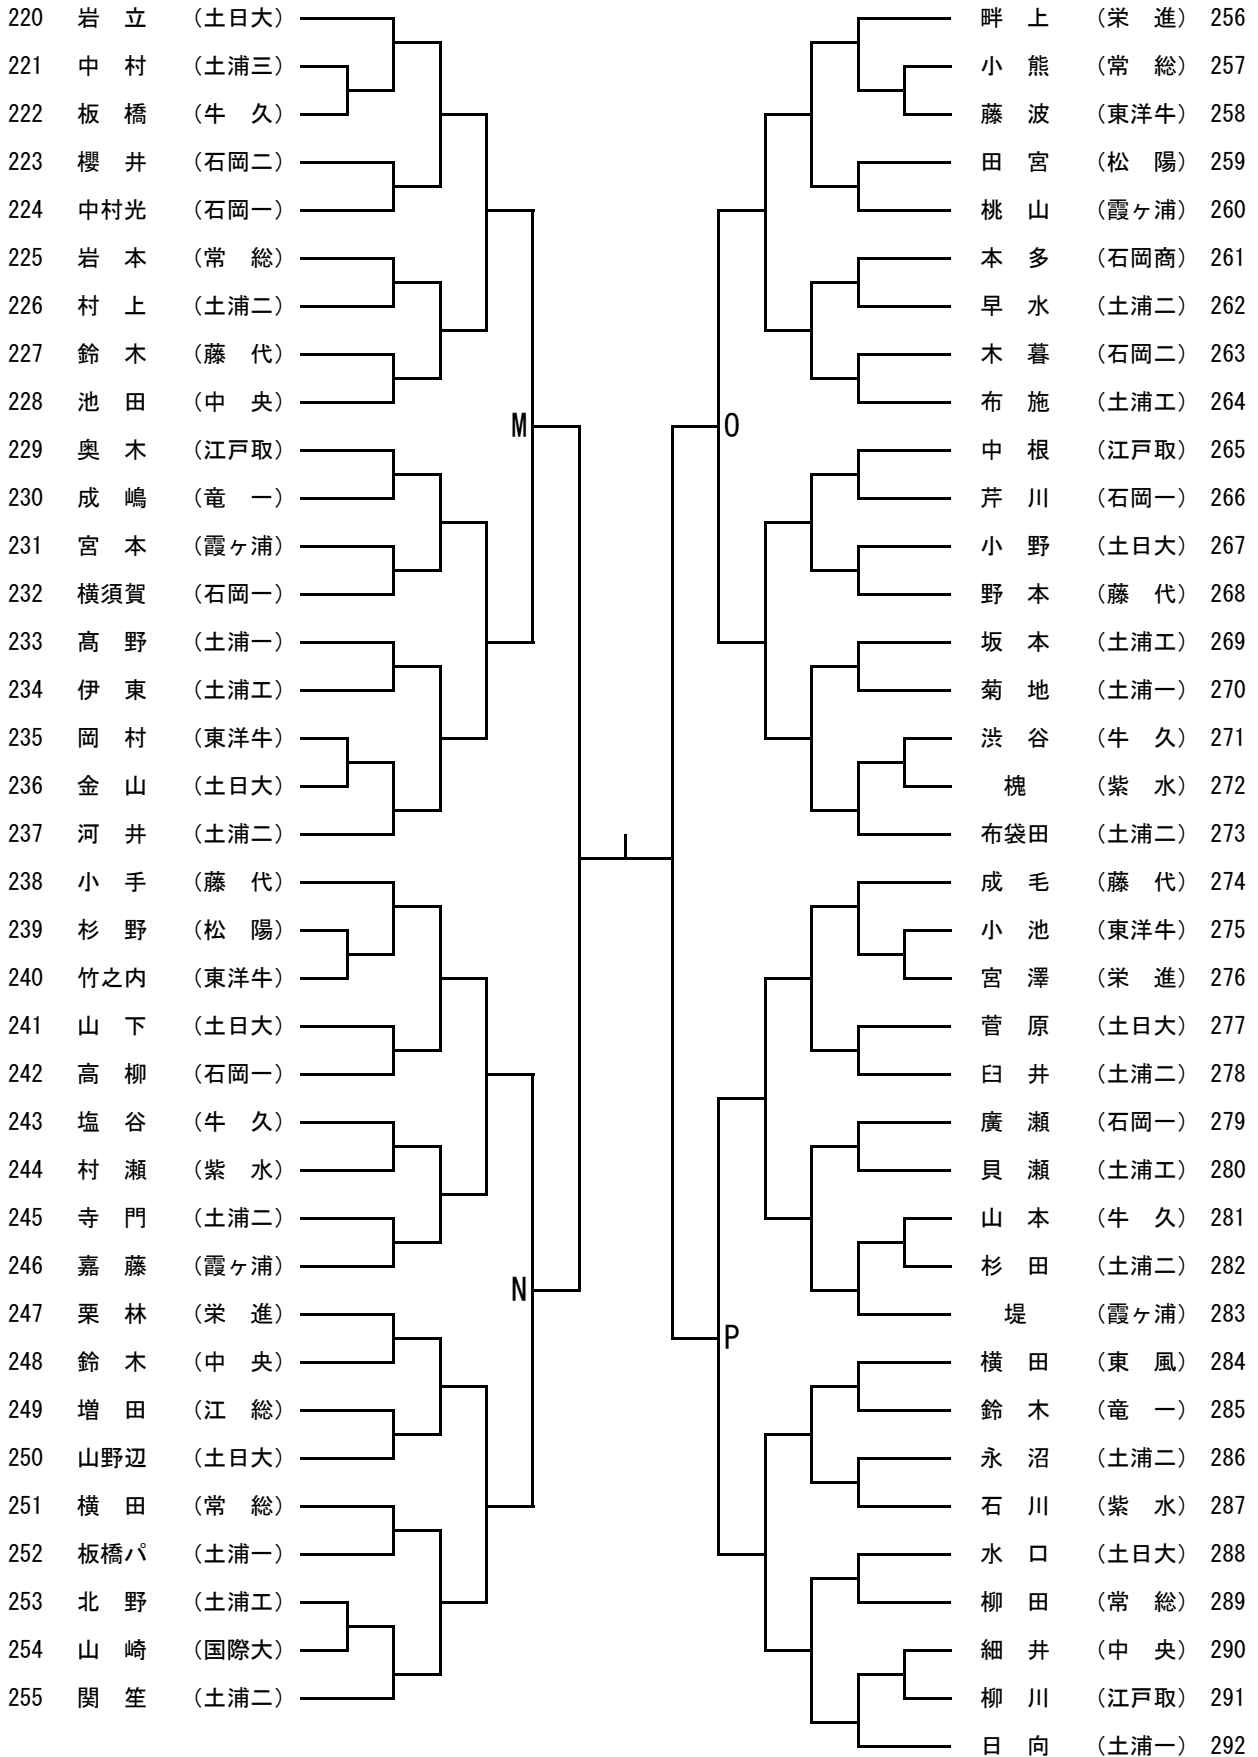 220 岩 立 （土日大）
221 中 村 （土浦三）
222 板 橋 （牛 久）
223 櫻 井 （石岡二）
224 中村光 （石岡一）
225 岩 本 （常 総）
226 村 上 （土浦二）
227 鈴 木 （藤 代）
228 池 田 （中 央）
M
229 奥 木 （江戸取）
230 成 嶋 （竜 一）
231 宮 本 （霞ヶ浦）
232 横須賀 （石岡一）
233 髙 野 （土浦一）
234 伊 東 （土浦工）
235 岡 村 （東洋牛）
236 金 山 （土日大）
237 河 井 （土浦二）
238 小 手 （藤 代）
239 杉 野 （松 陽）
240 竹之内 （東洋牛）
241 山 下 （土日大）
242 高 柳 （石岡一）
243 塩 谷 （牛 久）
244 村 瀬 （紫 水）
245 寺 門 （土浦二）
246 嘉 藤 （霞ヶ浦）
N
247 栗 林 （栄 進）
248 鈴 木 （中 央）
249 増 田 （江 総）
250 山野辺 （土日大）
251 横 田 （常 総）
252 板橋パ （土浦一）
253 北 野 （土浦工）
254 山 崎 （国際大）
255 関 笙 （土浦二）
畔 上 （栄 進） 256
小 熊 （常 総） 257
藤 波 （東洋牛） 258
田 宮 （松 陽） 259
桃 山 （霞ヶ浦） 260
本 多 （石岡商） 261
早 水 （土浦二） 262
木 暮 （石岡二） 263
布 施 （土浦工） 264
O
中 根 （江戸取） 265
芹 川 （石岡一） 266
小 野 （土日大） 267
野 本 （藤 代） 268
坂 本 （土浦工） 269
菊 地 （土浦一） 270
渋 谷 （牛 久） 271
槐 （紫 水） 272
布袋田 （土浦二） 273
成 毛 （藤 代） 274
小 池 （東洋牛） 275
宮 澤 （栄 進） 276
菅 原 （土日大） 277
臼 井 （土浦二） 278
廣 瀬 （石岡一） 279
貝 瀬 （土浦工） 280
山 本 （牛 久） 281
杉 田 （土浦二） 282
堤 （霞ヶ浦） 283
P
横 田 （東 風） 284
鈴 木 （竜 一） 285
永 沼 （土浦二） 286
石 川 （紫 水） 287
水 口 （土日大） 288
柳 田 （常 総） 289
細 井 （中 央） 290
柳 川 （江戸取） 291
日 向 （土浦一） 292